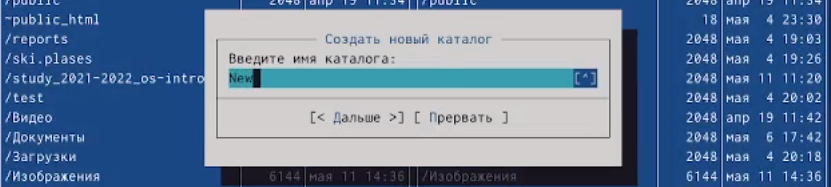 /public 2048 апр 19 11:34 /public 2048 апр 19 11:34
~public_html 18 мая 4 23:30
/reports 2048 мая 4 19:03
/ski.plases 2048 мая 4 19:26
/study_2021-2022_os-intro 2048 мая 11 11:20
/test 2048 мая 4 20:02
/Видео 2048 апр 19 11:42
/Документы 2048 мая 6 17:42
/Загрузки 2048 мая 4 20:18
/Изображения 6144 мая 11 14:36 /Изображения 6144 мая 11 14:36
Создать новый каталог
Введите имя каталога:
New [^]
[< Дальше >] [ Прервать ]